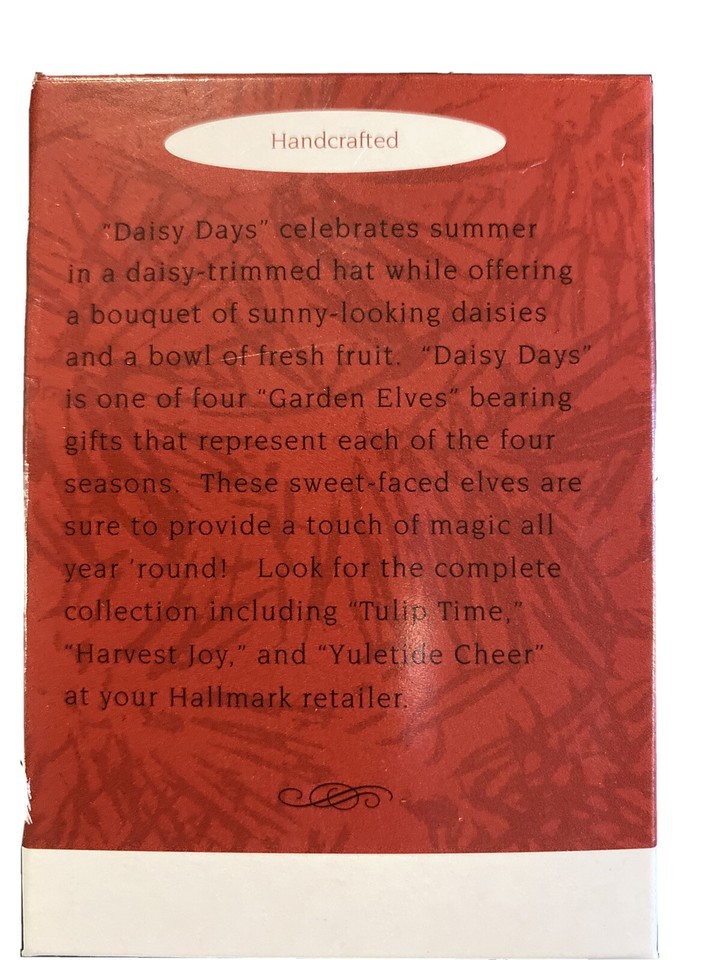 Handcrafted
"Daisy Days" celebrates summer
in a daisy-trimmed hat while offering
a bouquet of sunny-looking daisies
and a bowl of fresh fruit. "Daisy Days"
is one of four "Garden Elves" bearing
gifts that represent each of the four
seasons. These sweet-faced elves are
sure to provide a touch of magic all
year 'round! Look for the complete
collection including "Tulip Time,"
"Harvest Joy," and "Yuletide Cheer"
at your Hallmark retailer.